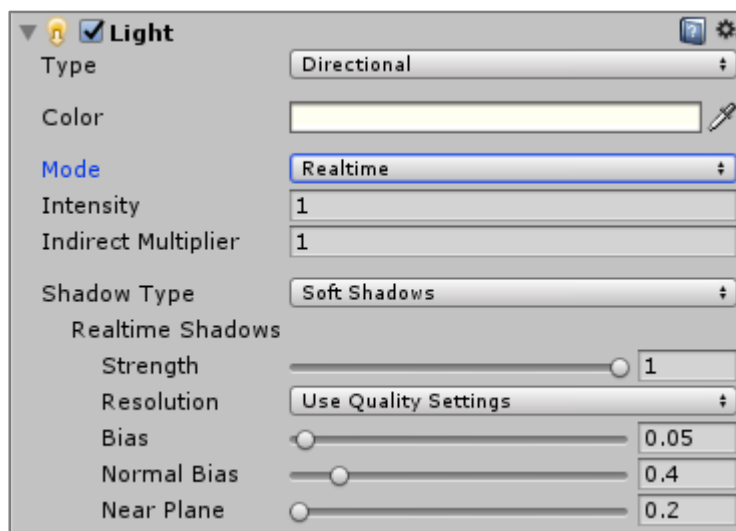 Light
Type Directional
Color
Mode Realtime
Intensity 1
Indirect Multiplier 1
Shadow Type Soft Shadows
Realtime Shadows
Strength 1
Resolution Use Quality Settings
Bias 0.05
Normal Bias 0.4
Near Plane 0.2